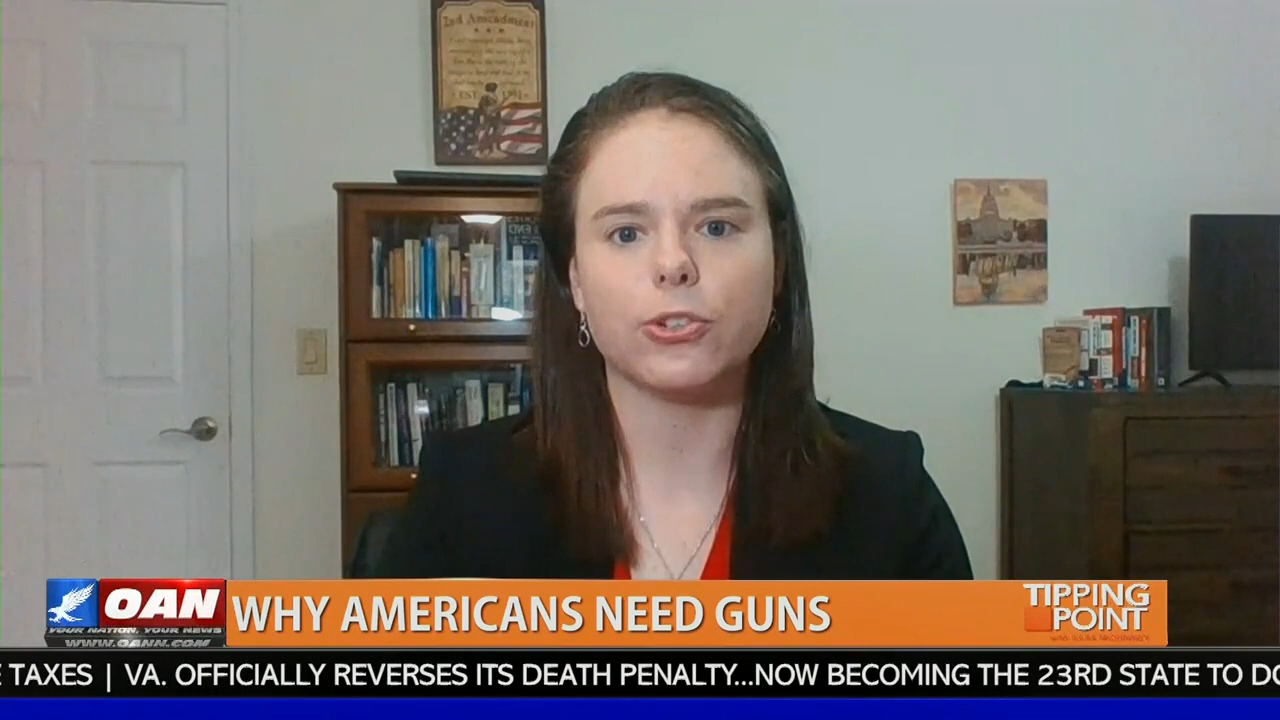 2nd Amendment
EST. 1791
OAN
YOUR NATION, YOUR NEWS
WWW.OANN.COM
WHY AMERICANS NEED GUNS
TIPPING
POINT
E TAXES | VA. OFFICIALLY REVERSES ITS DEATH PENALTY...NOW BECOMING THE 23RD STATE TO DO